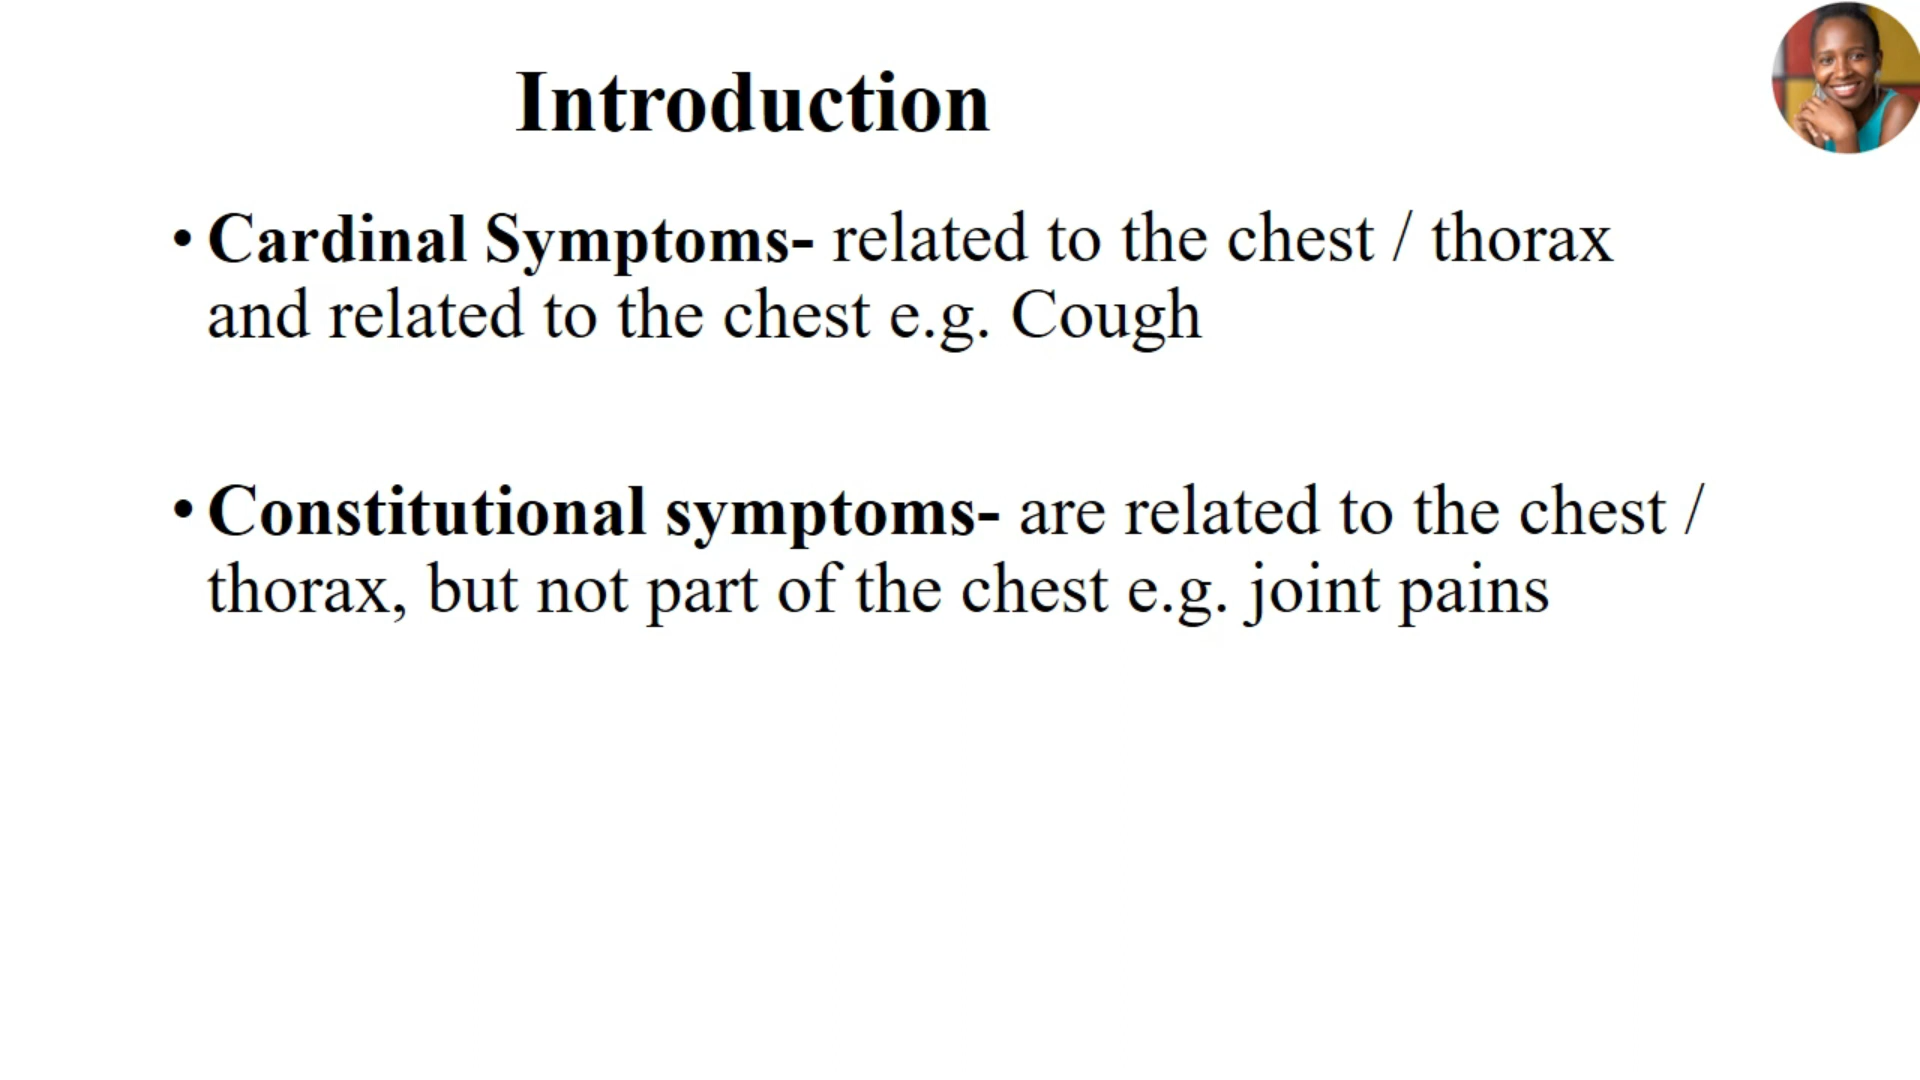 Introduction
• Cardinal Symptoms- related to the chest / thorax
and related to the chest e.g. Cough
• Constitutional symptoms- are related to the chest /
thorax, but not part of the chest e.g. joint pains